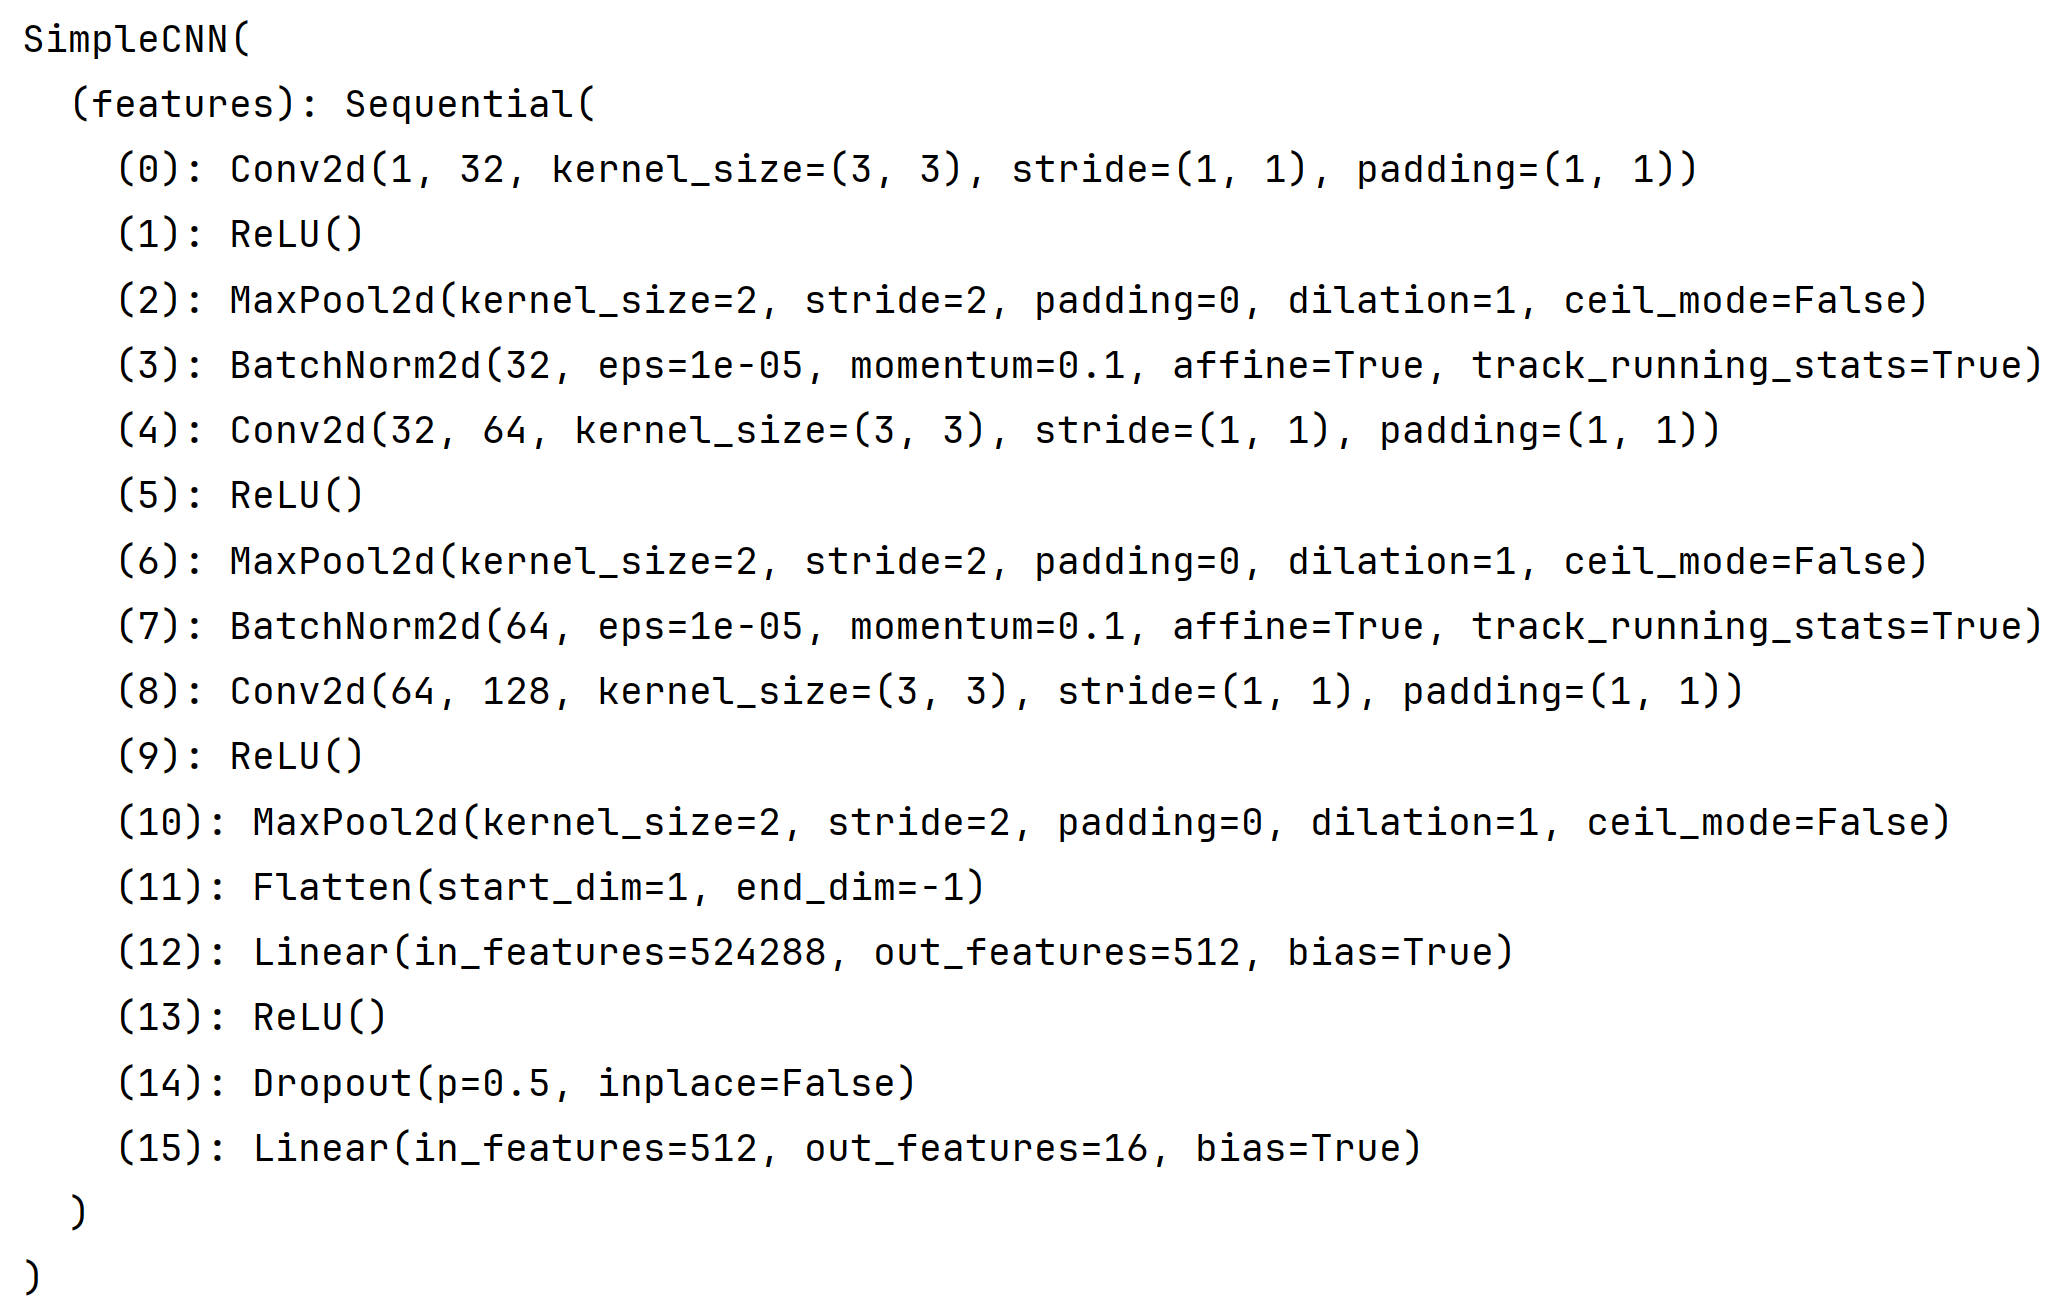 SimpleCNN(
  (features): Sequential(
    (0): Conv2d(1, 32, kernel_size=(3, 3), stride=(1, 1), padding=(1, 1))
    (1): ReLU()
    (2): MaxPool2d(kernel_size=2, stride=2, padding=0, dilation=1, ceil_mode=False)
    (3): BatchNorm2d(32, eps=1e-05, momentum=0.1, affine=True, track_running_stats=True)
    (4): Conv2d(32, 64, kernel_size=(3, 3), stride=(1, 1), padding=(1, 1))
    (5): ReLU()
    (6): MaxPool2d(kernel_size=2, stride=2, padding=0, dilation=1, ceil_mode=False)
    (7): BatchNorm2d(64, eps=1e-05, momentum=0.1, affine=True, track_running_stats=True)
    (8): Conv2d(64, 128, kernel_size=(3, 3), stride=(1, 1), padding=(1, 1))
    (9): ReLU()
    (10): MaxPool2d(kernel_size=2, stride=2, padding=0, dilation=1, ceil_mode=False)
    (11): Flatten(start_dim=1, end_dim=-1)
    (12): Linear(in_features=524288, out_features=512, bias=True)
    (13): ReLU()
    (14): Dropout(p=0.5, inplace=False)
    (15): Linear(in_features=512, out_features=16, bias=True)
  )
)